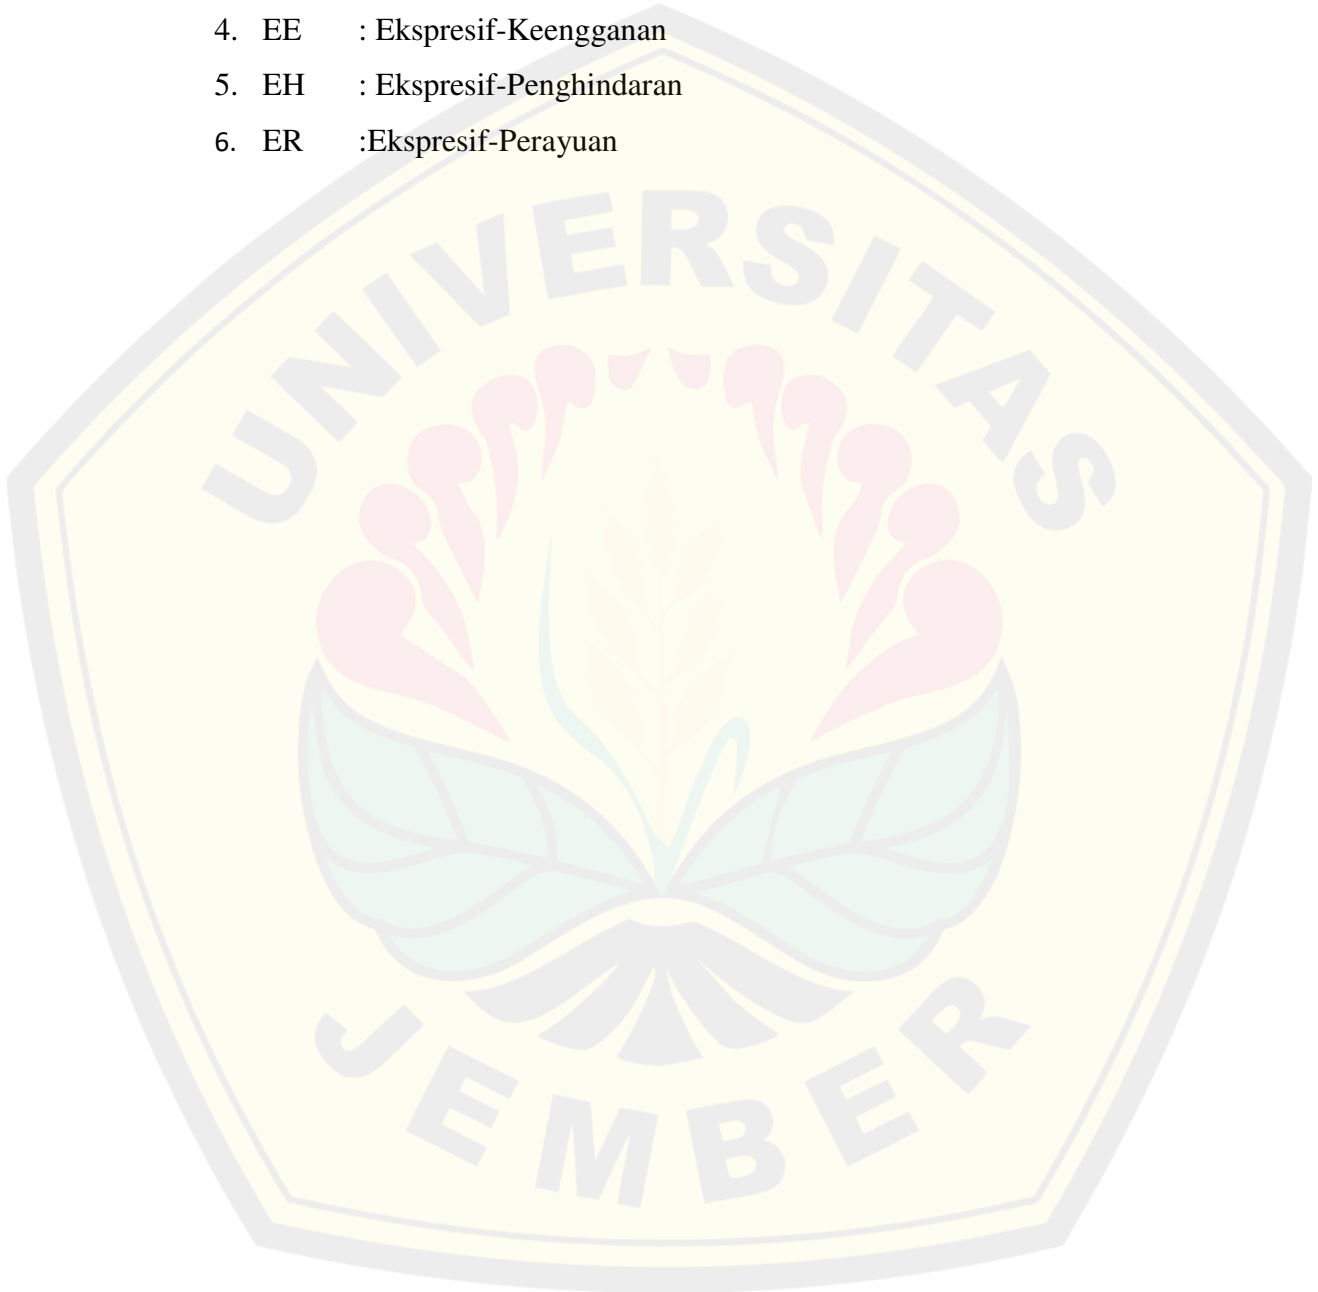 4. EE : Ekspresif-Keengganan
5. EH : Ekspresif-Penghindaran
6. ER :Ekspresif-Perayuan
UNIVERSITAS
JEMBER